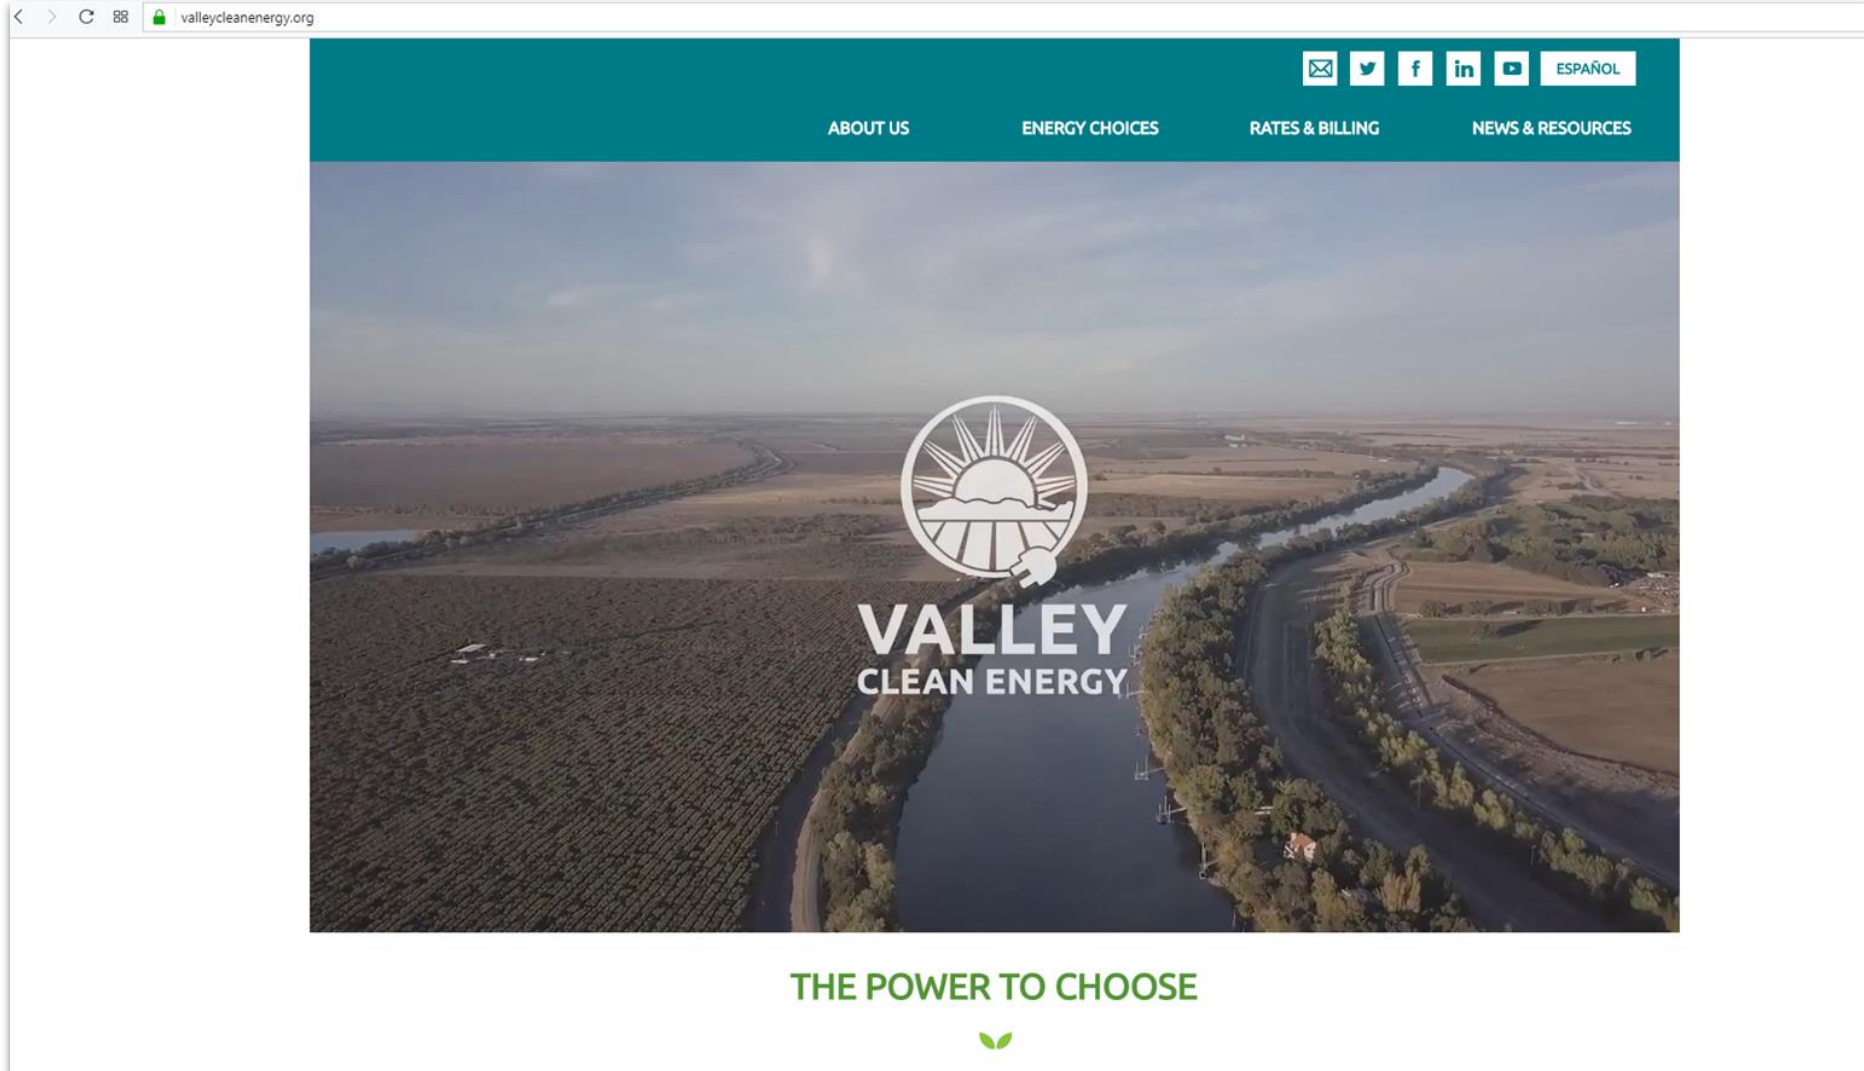 valleycleanenergy.org
ESPAÑOL
ABOUT US ENERGY CHOICES RATES & BILLING NEWS & RESOURCES
VALLEY
CLEAN ENERGY
THE POWER TO CHOOSE